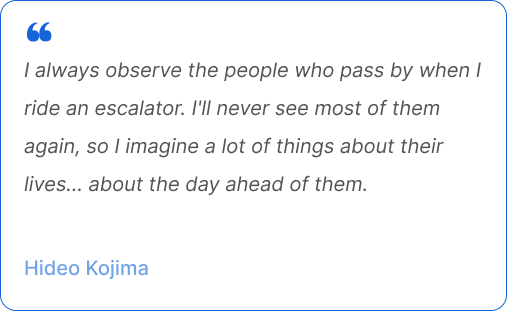 ❝
I always observe the people who pass by when I
ride an escalator. I'll never see most of them
again, so I imagine a lot of things about their
lives... about the day ahead of them.
Hideo Kojima